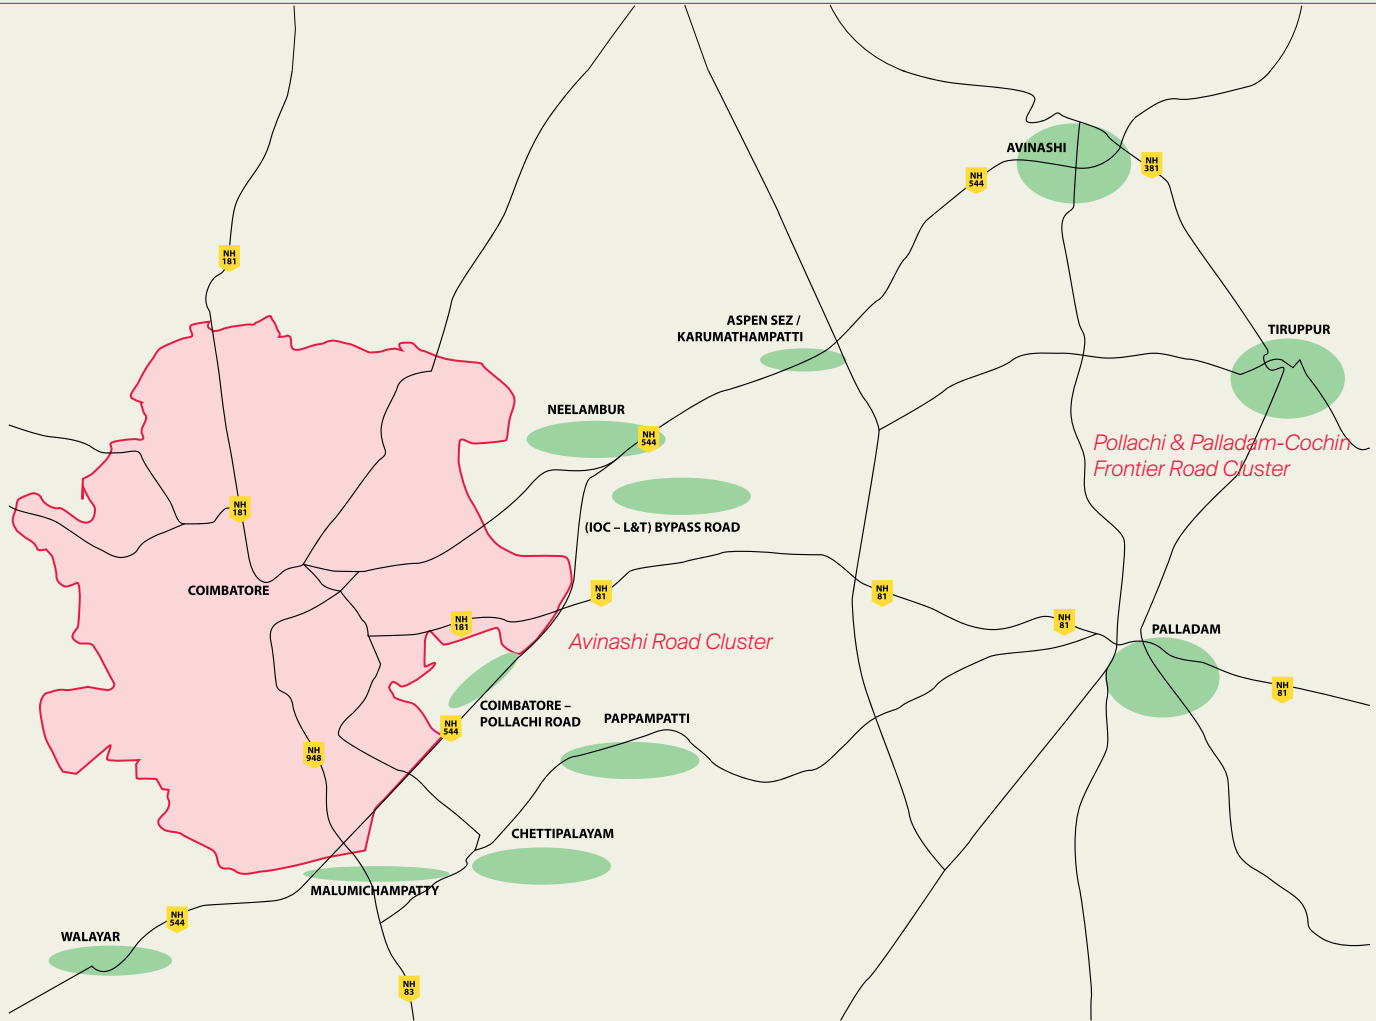 AVINASHI
NH
381
NH
544
NH
181
ASPEN SEZ /
KARUMATHAMPATTI
TIRUPPUR
NEELAMBUR
NH
544
Pollachi & Palladam-Cochin
Frontier Road Cluster
NH
181
(IOC – L&T) BYPASS ROAD
COIMBATORE
NH
81
NH
81
NH
181
NH
81
PALLADAM
Avinashi Road Cluster
NH
81
COIMBATORE –
POLLACHI ROAD
PAPPAMPATTI
NH
544
NH
948
CHETTIPALAYAM
MALUMICHAMPATTY
NH
544
WALAYAR
NH
83